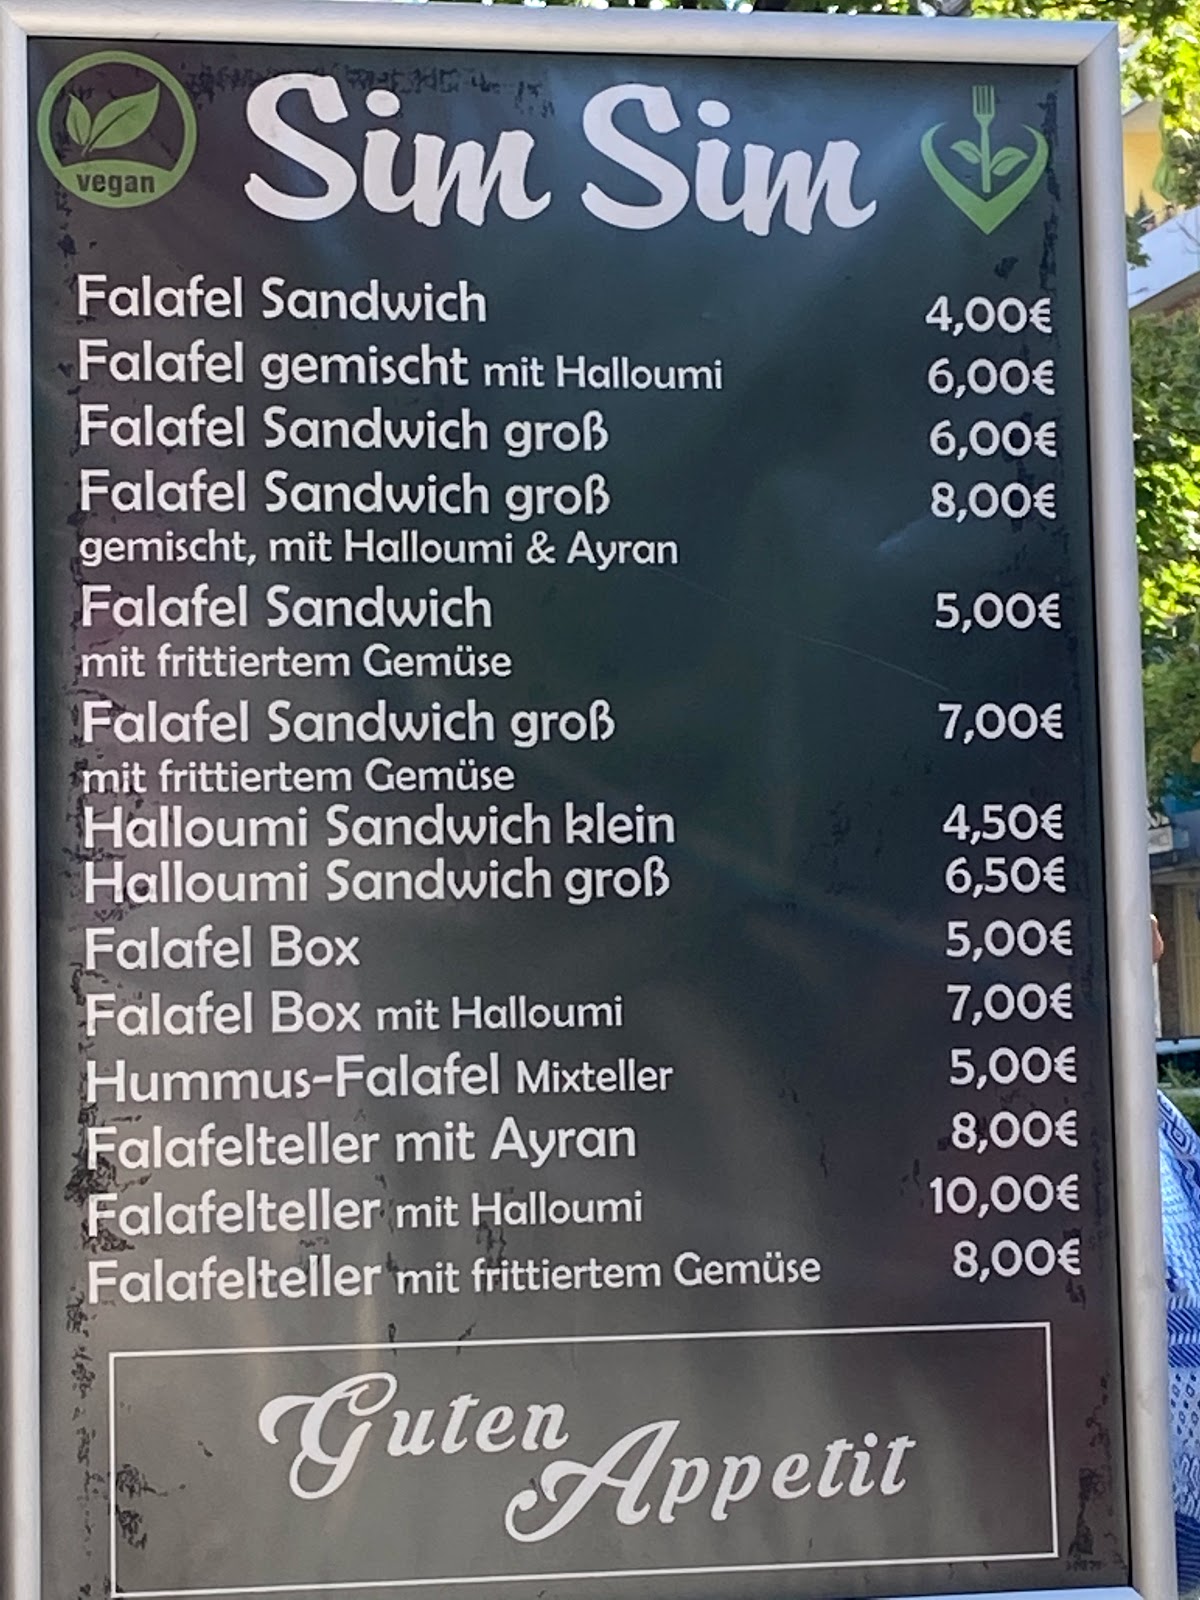 vegan
Sim Sim
Falafel Sandwich 4,00€
Falafel gemischt mit Halloumi 6,00€
Falafel Sandwich groß 6,00€
Falafel Sandwich groß 8,00€
gemischt, mit Halloumi & Ayran
Falafel Sandwich 5,00€
mit frittiertem Gemüse
Falafel Sandwich groß 7,00€
mit frittiertem Gemüse
Halloumi Sandwich klein 4,50€
Halloumi Sandwich groß 6,50€
Falafel Box 5,00€
Falafel Box mit Halloumi 7,00€
Hummus-Falafel Mixteller 5,00€
Falafelteller mit Ayran 8,00€
Falafelteller mit Halloumi 10,00€
Falafelteller mit frittiertem Gemüse 8,00€
Guten
Appetit